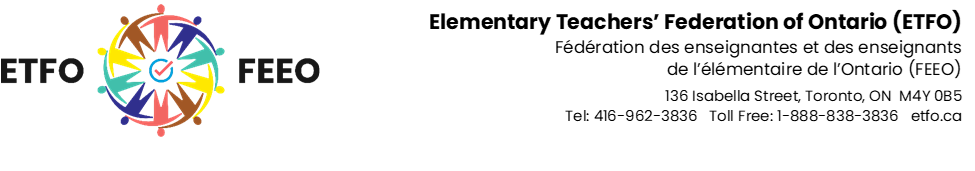 ETFO FEEO
Elementary Teachers’ Federation of Ontario (ETFO)
Fédération des enseignantes et des enseignants
de l’élémentaire de l’Ontario (FEEO)
136 Isabella Street, Toronto, ON M4Y 0B5
Tel: 416-962-3836 Toll Free: 1-888-838-3836 etfo.ca